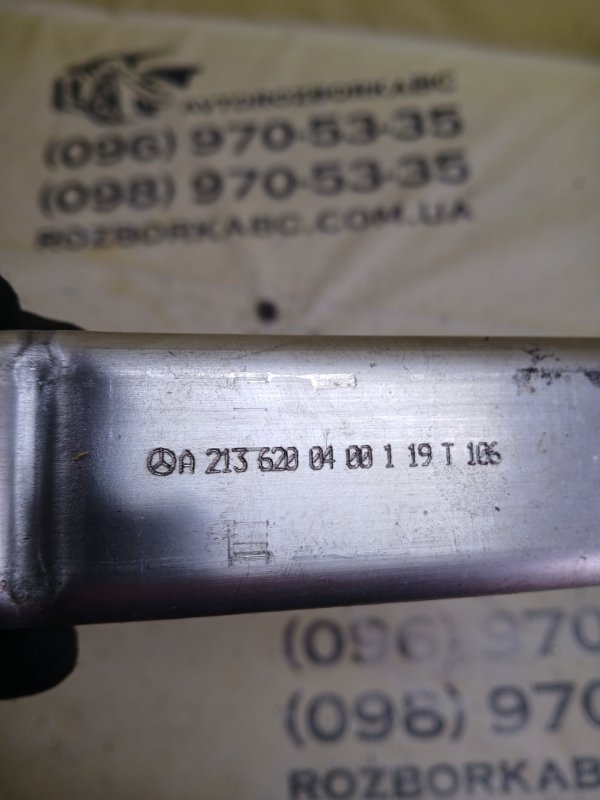 AVTOROZBORKABC
(096) 970-53-35
(098) 970-53-35
ROZBORKABC.COM.UA
A 213 620 04 00 1 19 T 106
(096) 970
(098) 970
ROZBORKABC